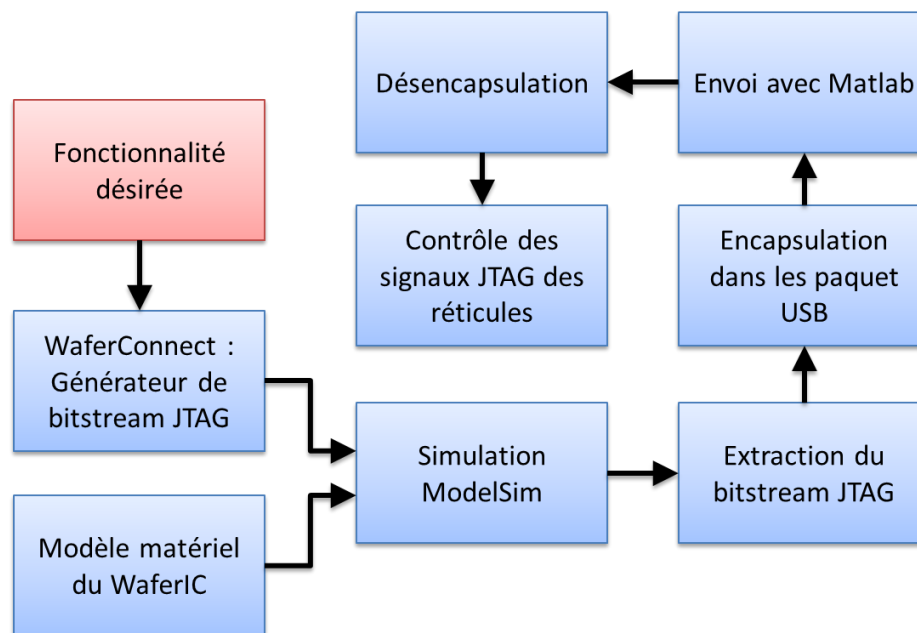 Fonctionnalité
désirée
WaferConnect :
Générateur de
bitstream JTAG
Modèle matériel
du WaferIC
Simulation
ModelSim
Extraction du
bitstream JTAG
Encapsulation
dans les paquet
USB
Envoi avec Matlab
Désencapsulation
Contrôle des
signaux JTAG des
réticules